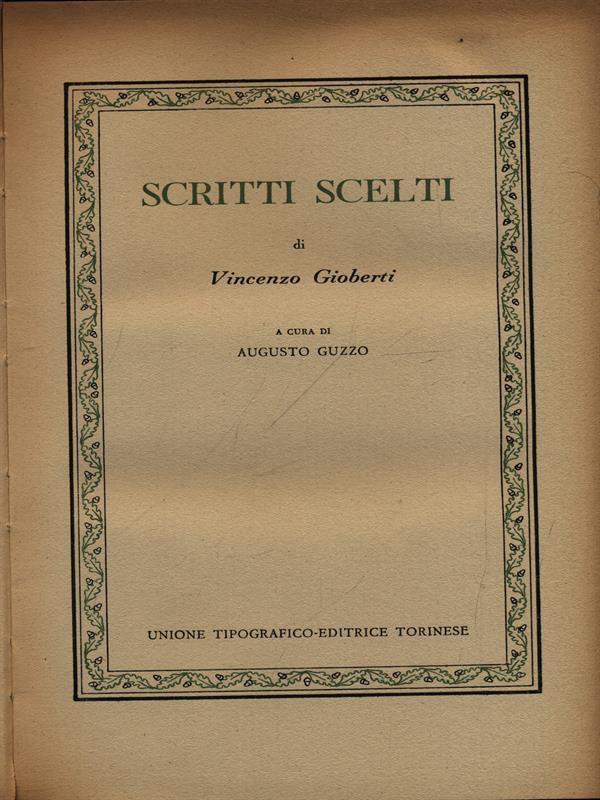 SCRITTI SCELTI
di
Vincenzo Gioberti
A CURA DI
AUGUSTO GUZZO
UNIONE TIPOGRAFICO-EDITRICE TORINESE